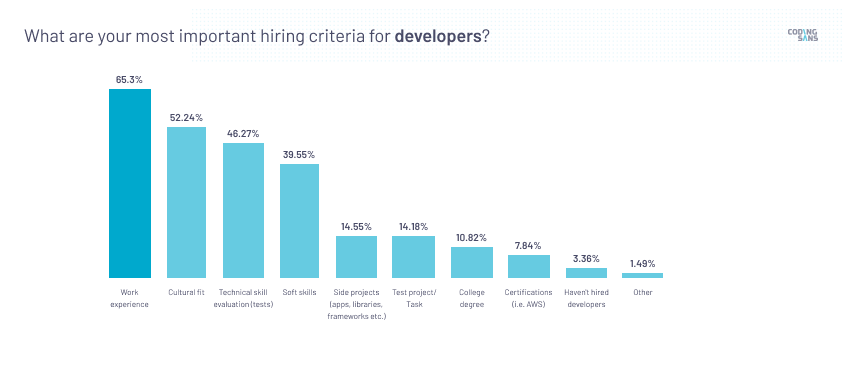 What are your most important hiring criteria for developers?
CODING
SANS
65.3%
52.24%
46.27%
39.55%
14.55%
14.18%
10.82%
7.84%
3.36%
1.49%
Work
experience
Cultural fit
Technical skill
evaluation (tests)
Soft skills
Side projects
(apps, libraries,
frameworks etc.)
Test project/
Task
College
degree
Certifications
(i.e. AWS)
Haven't hired
developers
Other